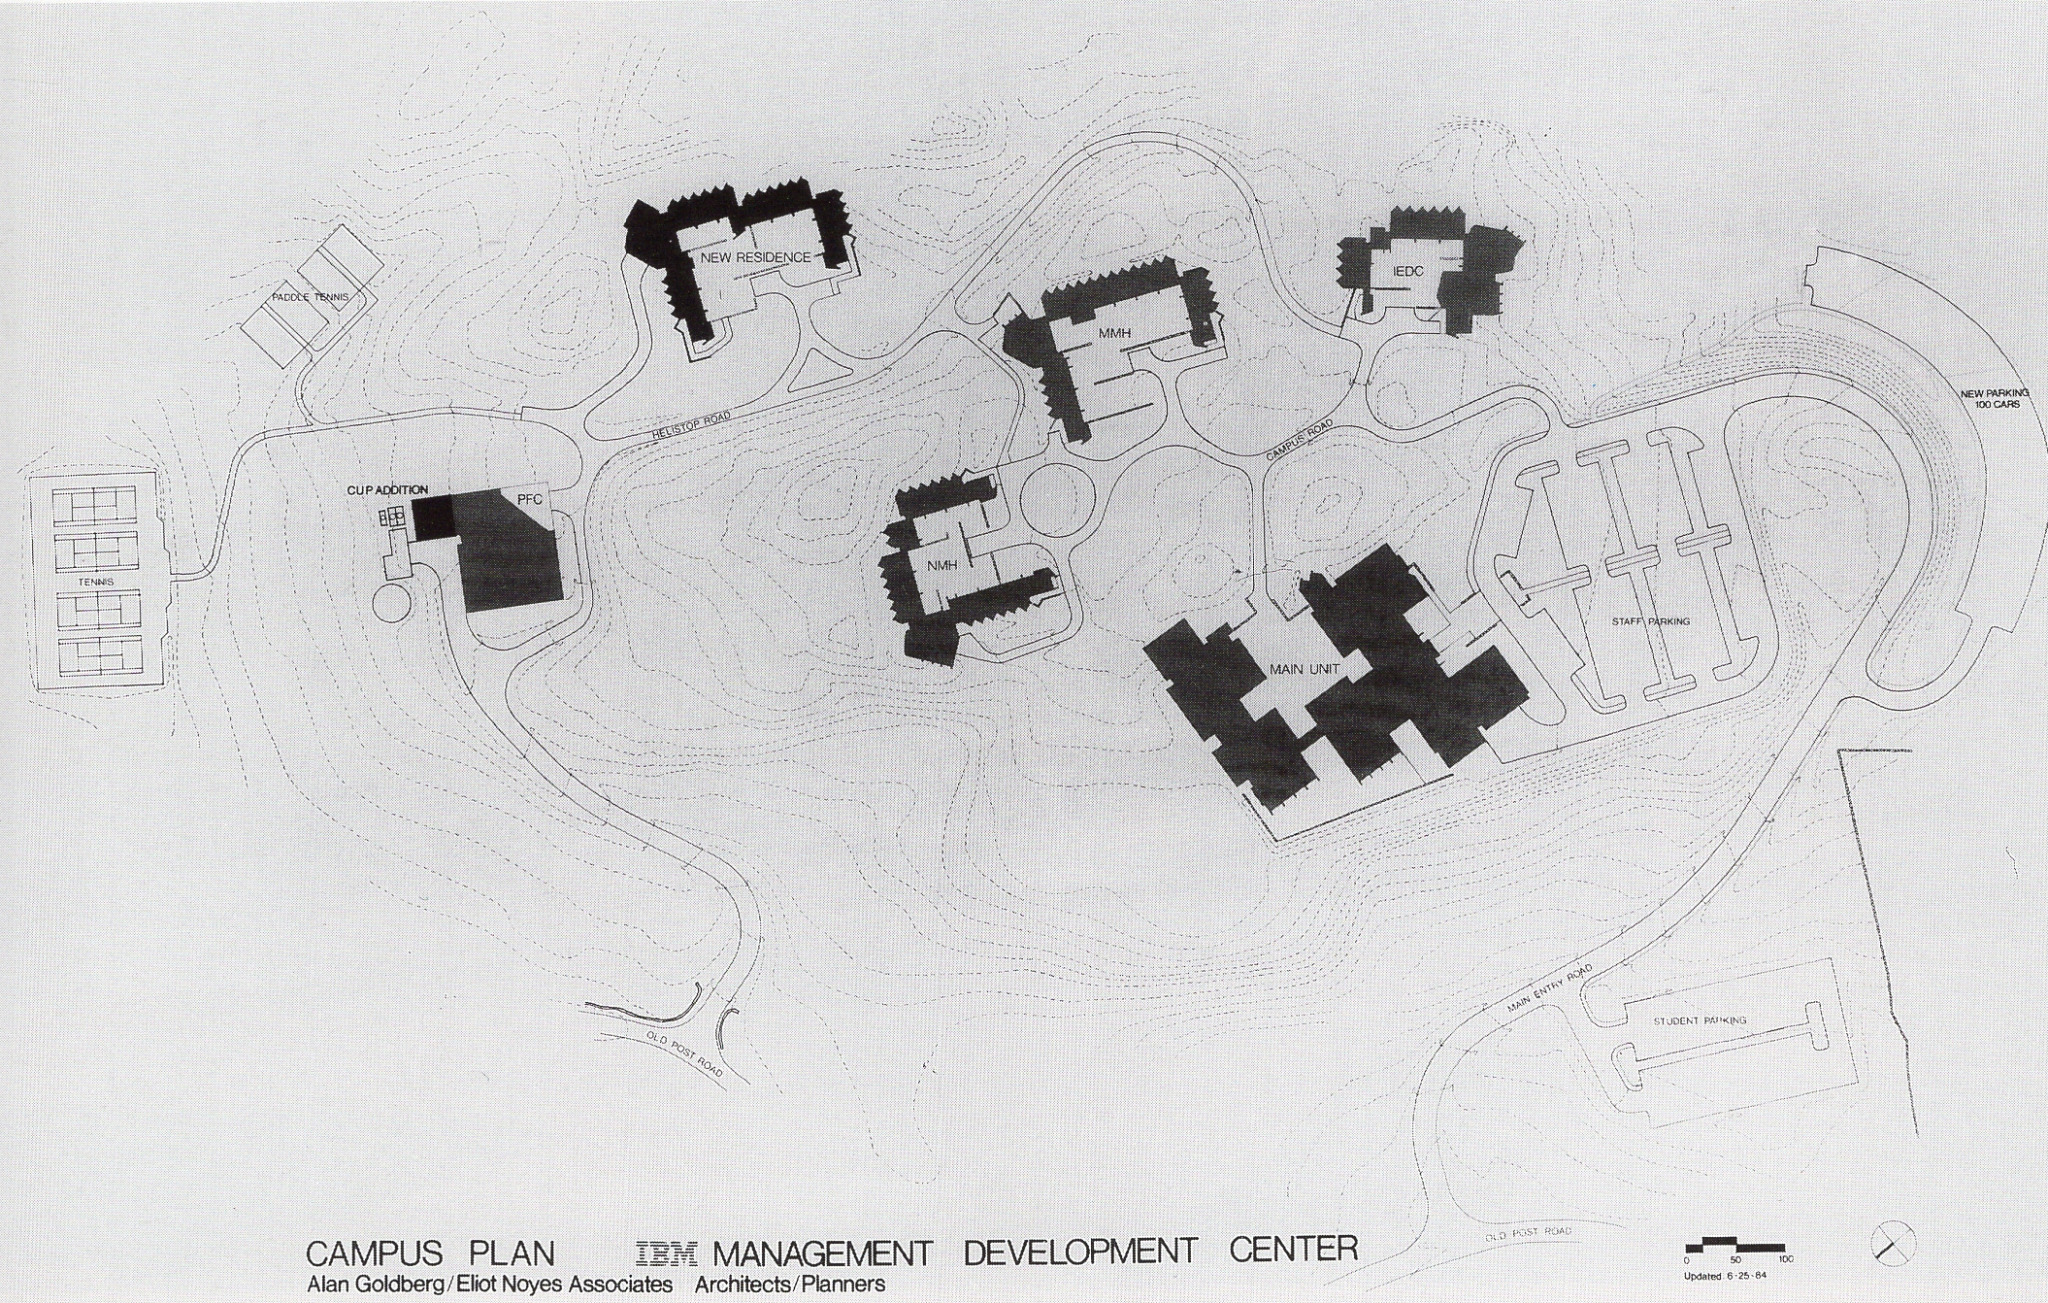 NEW RESIDENCE
IEDC
PADDLE TENNIS
MMH
NEW PARKING
100 CARS
HELISTOP ROAD
CAMPUS ROAD
CUP ADDITION
PFC
NMH
TENNIS
STAFF PARKING
MAIN UNIT
MAIN ENTRY ROAD
STUDENT PARKING
OLD POST ROAD
OLD POST ROAD
CAMPUS PLAN IBM MANAGEMENT DEVELOPMENT CENTER
Alan Goldberg/Eliot Noyes Associates Architects/Planners
0 50 100
Updated 6-25-84